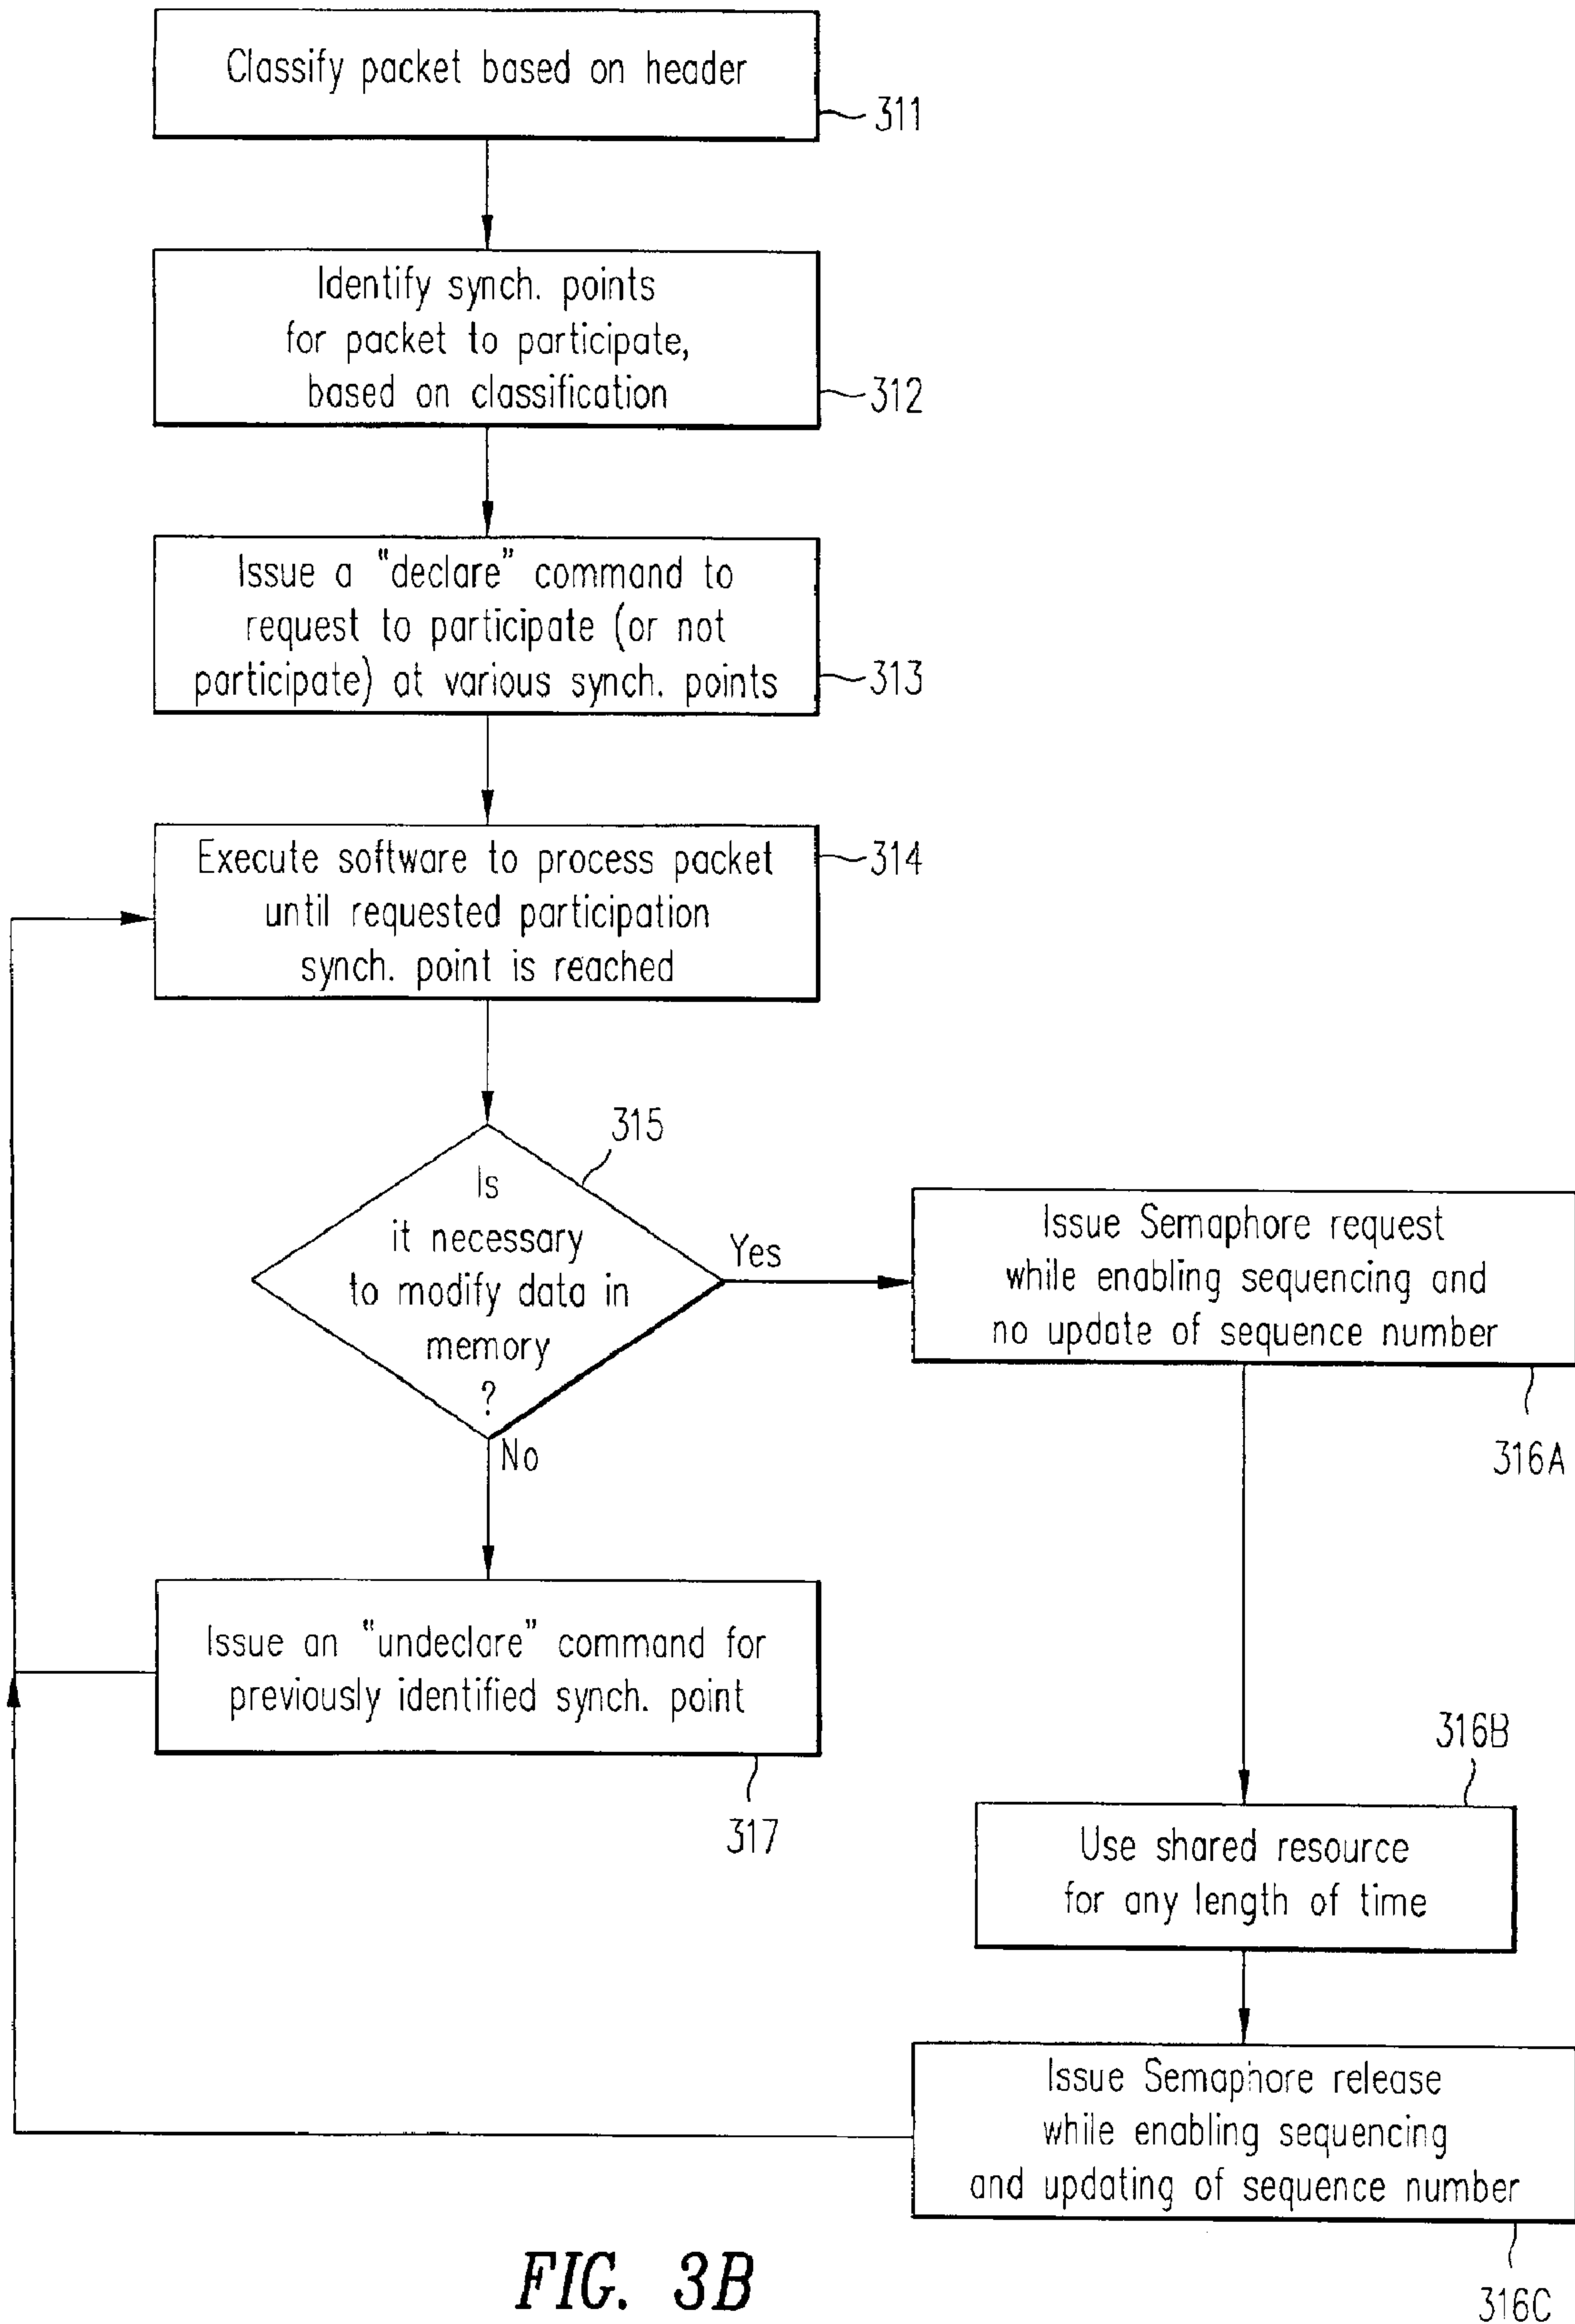 Classify packet based on header
311
Identify synch. points
for packet to participate,
based on classification
312
Issue a “declare” command to
request to participate (or not
participate) at various synch. points
313
Execute software to process packet
until requested participation
synch. point is reached
314
315
Is
it necessary
to modify data in
memory
?
Yes
No
Issue Semaphore request
while enabling sequencing and
no update of sequence number
316A
Issue an “undeclare” command for
previously identified synch. point
317
316B
Use shared resource
for any length of time
Issue Semaphore release
while enabling sequencing
and updating of sequence number
316C
FIG. 3B